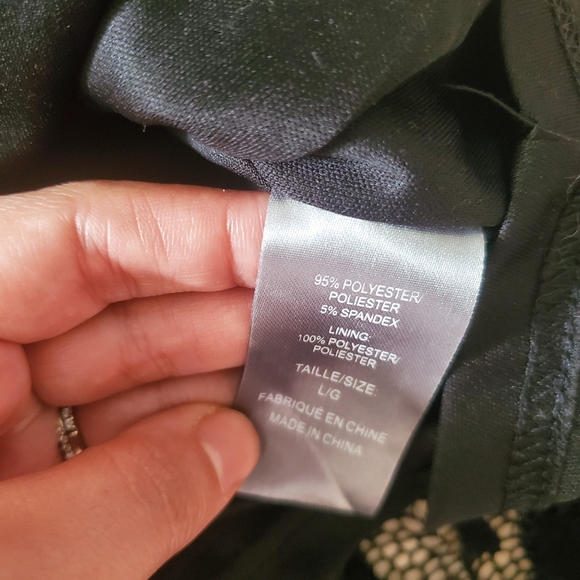 95% POLYESTER/
POLIESTER
5% SPANDEX
LINING:
100% POLYESTER/
POLIESTER
TAILLE/SIZE:
L/G
FABRIQUÉ EN CHINE
MADE IN CHINA